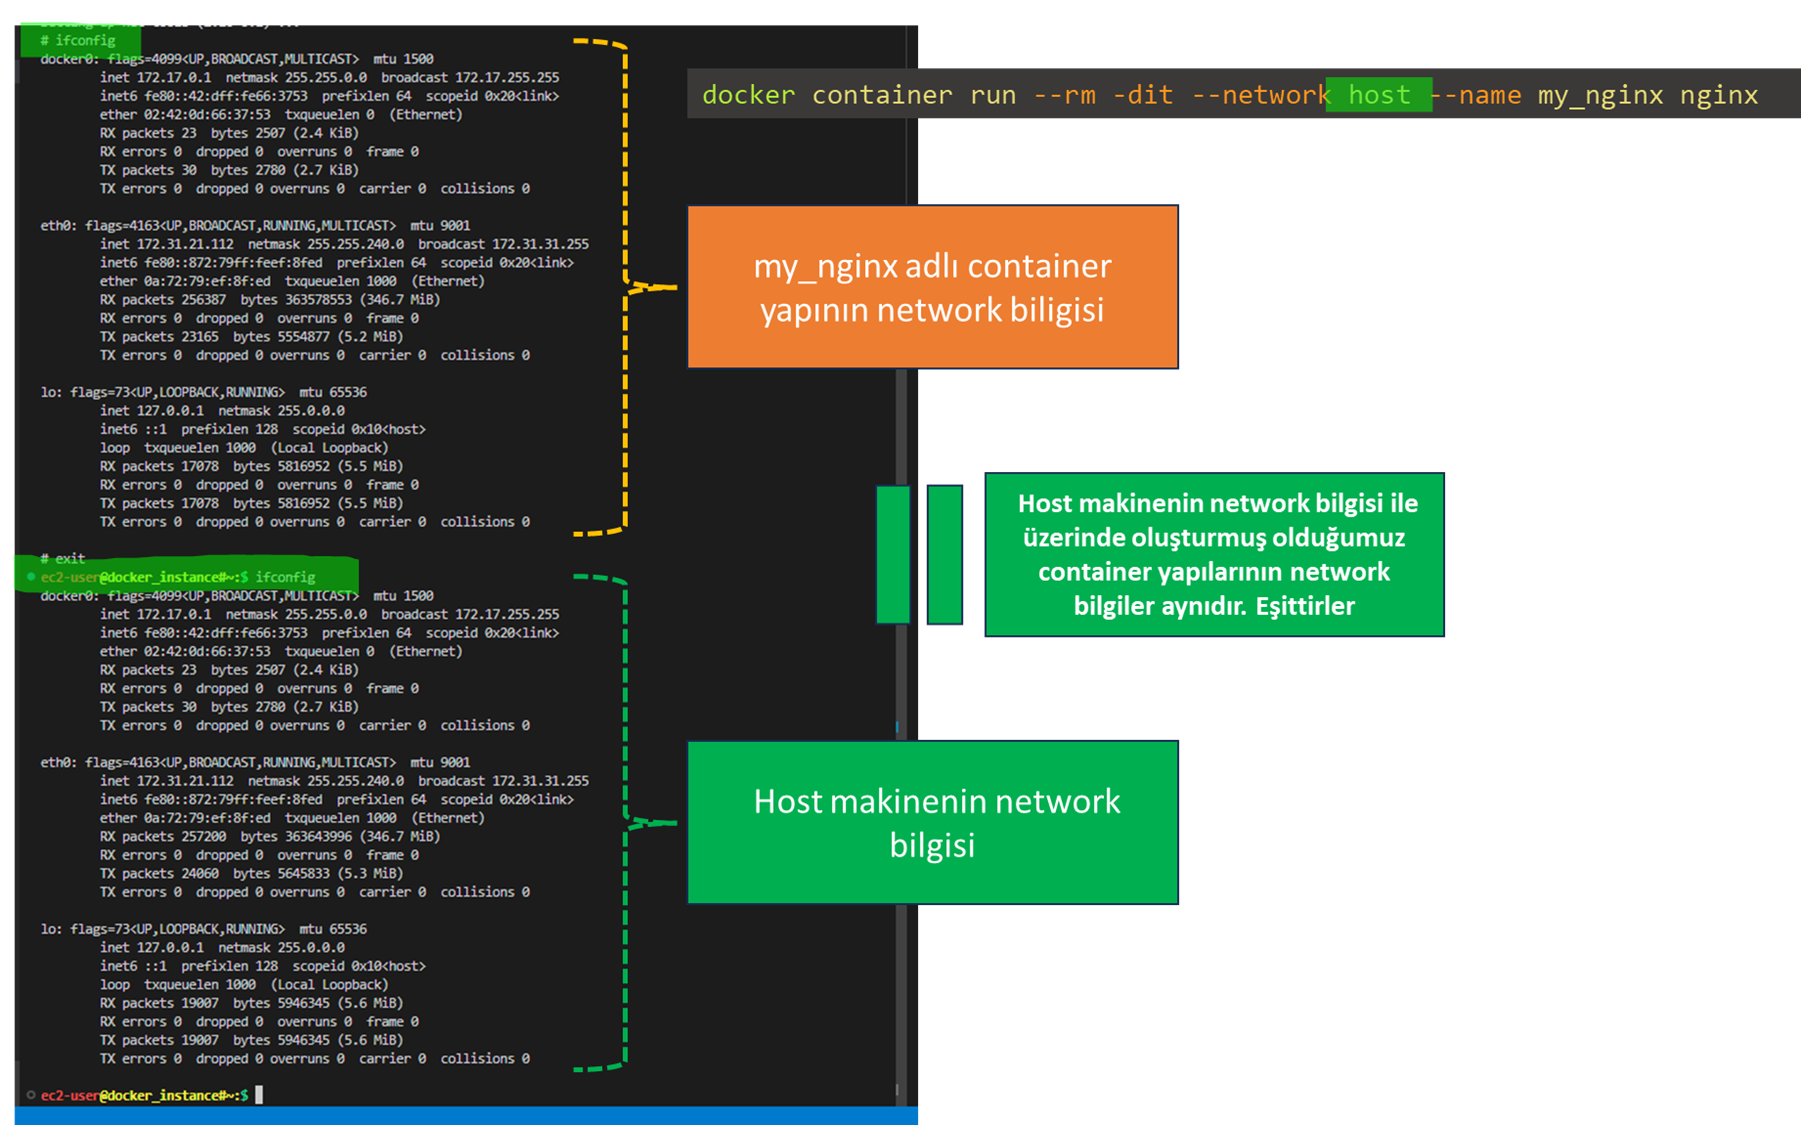 # ifconfig
docker0: flags=4099<UP,BROADCAST,MULTICAST>  mtu 1500
inet 172.17.0.1  netmask 255.255.0.0  broadcast 172.17.255.255
inet6 fe80::42:dff:fe66:3753  prefixlen 64  scopeid 0x20<link>
ether 02:42:0d:66:37:53  txqueuelen 0  (Ethernet)
RX packets 23  bytes 2507 (2.4 KiB)
RX errors 0  dropped 0  overruns 0  frame 0
TX packets 30  bytes 2780 (2.7 KiB)
TX errors 0  dropped 0 overruns 0  carrier 0  collisions 0
eth0: flags=4163<UP,BROADCAST,RUNNING,MULTICAST>  mtu 9001
inet 172.31.21.112  netmask 255.255.240.0  broadcast 172.31.31.255
inet6 fe80::872:79ff:feef:8fed  prefixlen 64  scopeid 0x20<link>
ether 0a:72:79:ef:8f:ed  txqueuelen 1000  (Ethernet)
RX packets 256387  bytes 363578553 (346.7 MiB)
RX errors 0  dropped 0  overruns 0  frame 0
TX packets 23165  bytes 5554877 (5.2 MiB)
TX errors 0  dropped 0 overruns 0  carrier 0  collisions 0
lo: flags=73<UP,LOOPBACK,RUNNING>  mtu 65536
inet 127.0.0.1  netmask 255.0.0.0
inet6 ::1  prefixlen 128  scopeid 0x10<host>
loop  txqueuelen 1000  (Local Loopback)
RX packets 17078  bytes 5816952 (5.5 MiB)
RX errors 0  dropped 0  overruns 0  frame 0
TX packets 17078  bytes 5816952 (5.5 MiB)
TX errors 0  dropped 0 overruns 0  carrier 0  collisions 0
# exit
ec2-user@docker_instance#~:$ ifconfig
docker0: flags=4099<UP,BROADCAST,MULTICAST>  mtu 1500
inet 172.17.0.1  netmask 255.255.0.0  broadcast 172.17.255.255
inet6 fe80::42:dff:fe66:3753  prefixlen 64  scopeid 0x20<link>
ether 02:42:0d:66:37:53  txqueuelen 0  (Ethernet)
RX packets 23  bytes 2507 (2.4 KiB)
RX errors 0  dropped 0  overruns 0  frame 0
TX packets 30  bytes 2780 (2.7 KiB)
TX errors 0  dropped 0 overruns 0  carrier 0  collisions 0
eth0: flags=4163<UP,BROADCAST,RUNNING,MULTICAST>  mtu 9001
inet 172.31.21.112  netmask 255.255.240.0  broadcast 172.31.31.255
inet6 fe80::872:79ff:feef:8fed  prefixlen 64  scopeid 0x20<link>
ether 0a:72:79:ef:8f:ed  txqueuelen 1000  (Ethernet)
RX packets 257200  bytes 363643996 (346.7 MiB)
RX errors 0  dropped 0  overruns 0  frame 0
TX packets 24060  bytes 5645833 (5.3 MiB)
TX errors 0  dropped 0 overruns 0  carrier 0  collisions 0
lo: flags=73<UP,LOOPBACK,RUNNING>  mtu 65536
inet 127.0.0.1  netmask 255.0.0.0
inet6 ::1  prefixlen 128  scopeid 0x10<host>
loop  txqueuelen 1000  (Local Loopback)
RX packets 19007  bytes 5946345 (5.6 MiB)
RX errors 0  dropped 0  overruns 0  frame 0
TX packets 19007  bytes 5946345 (5.6 MiB)
TX errors 0  dropped 0 overruns 0  carrier 0  collisions 0
ec2-user@docker_instance#~:$
docker container run --rm -dit --network host --name my_nginx nginx
my_nginx adlı container
yapının network biligisi
Host makinenin network bilgisi ile
üzerinde oluşturmuş olduğumuz
container yapılarının network
bilgiler aynıdır. Eşittirler
Host makinenin network
bilgisi